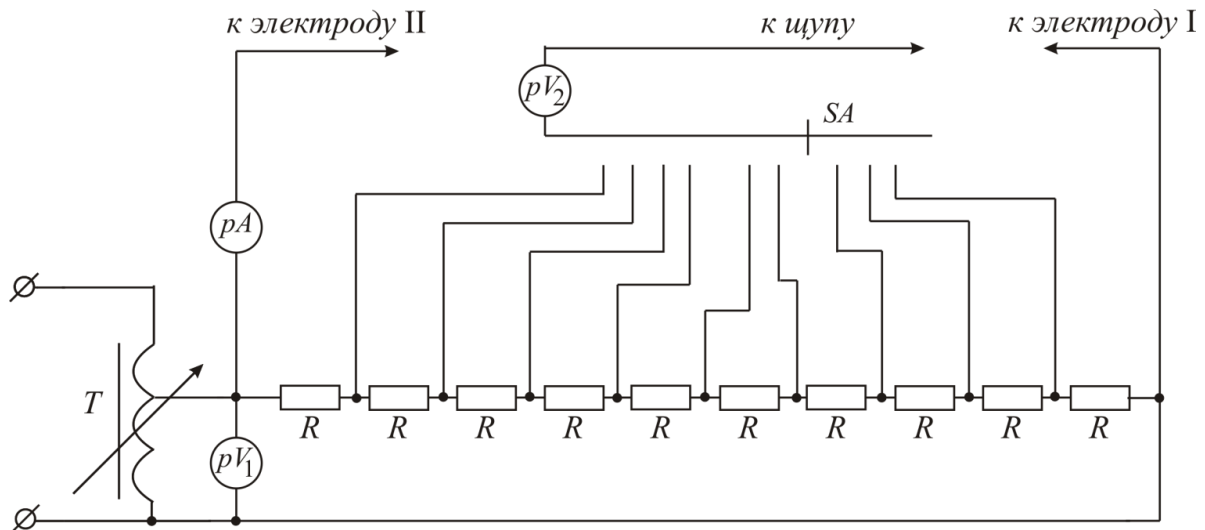 к электроду II
к щупу
к электроду I
pV2
SA
pA
T
pV1
R R R R R R R R R R